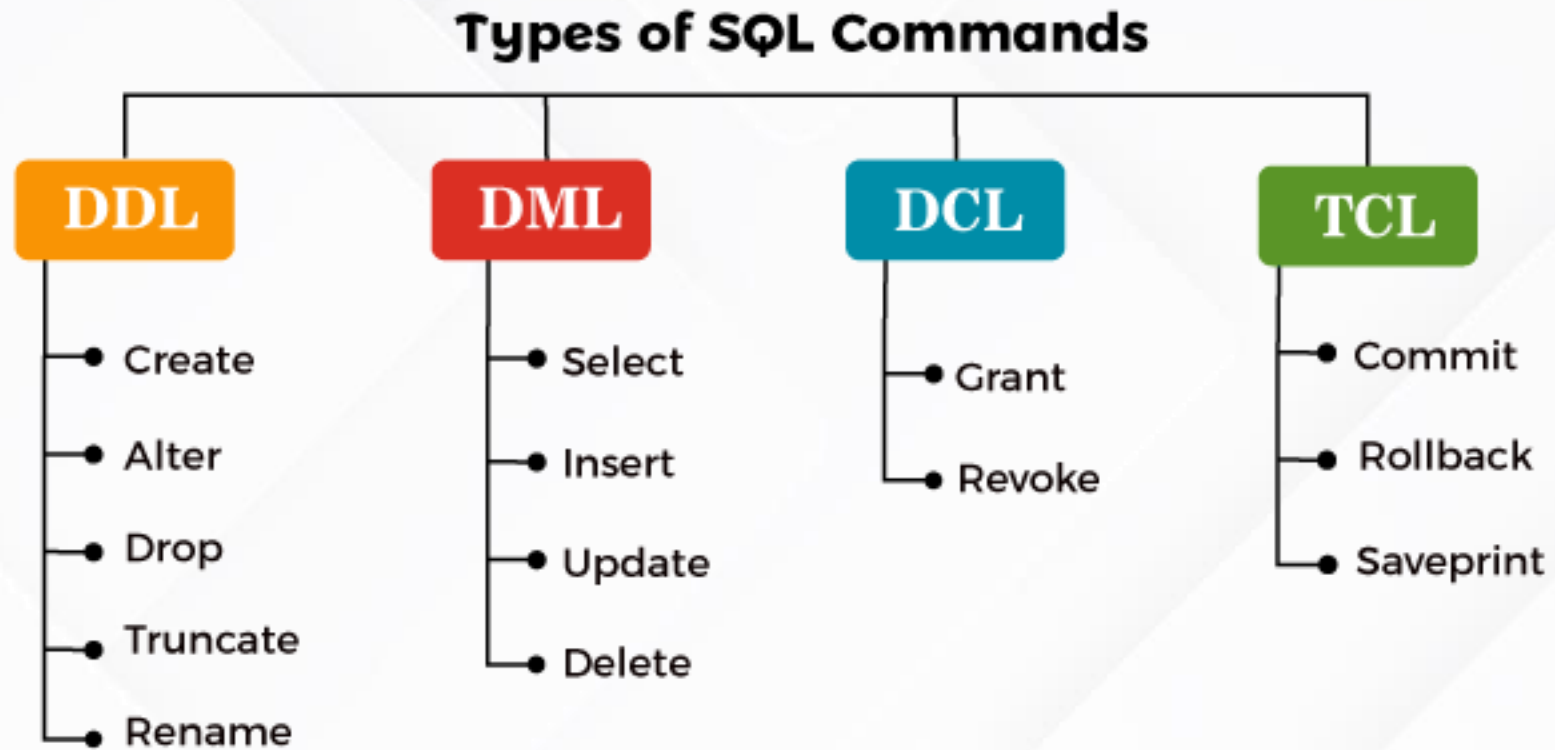 Types of SQL Commands
DDL
Create
Alter
Drop
Truncate
Rename
DML
Select
Insert
Update
Delete
DCL
Grant
Revoke
TCL
Commit
Rollback
Saveprint